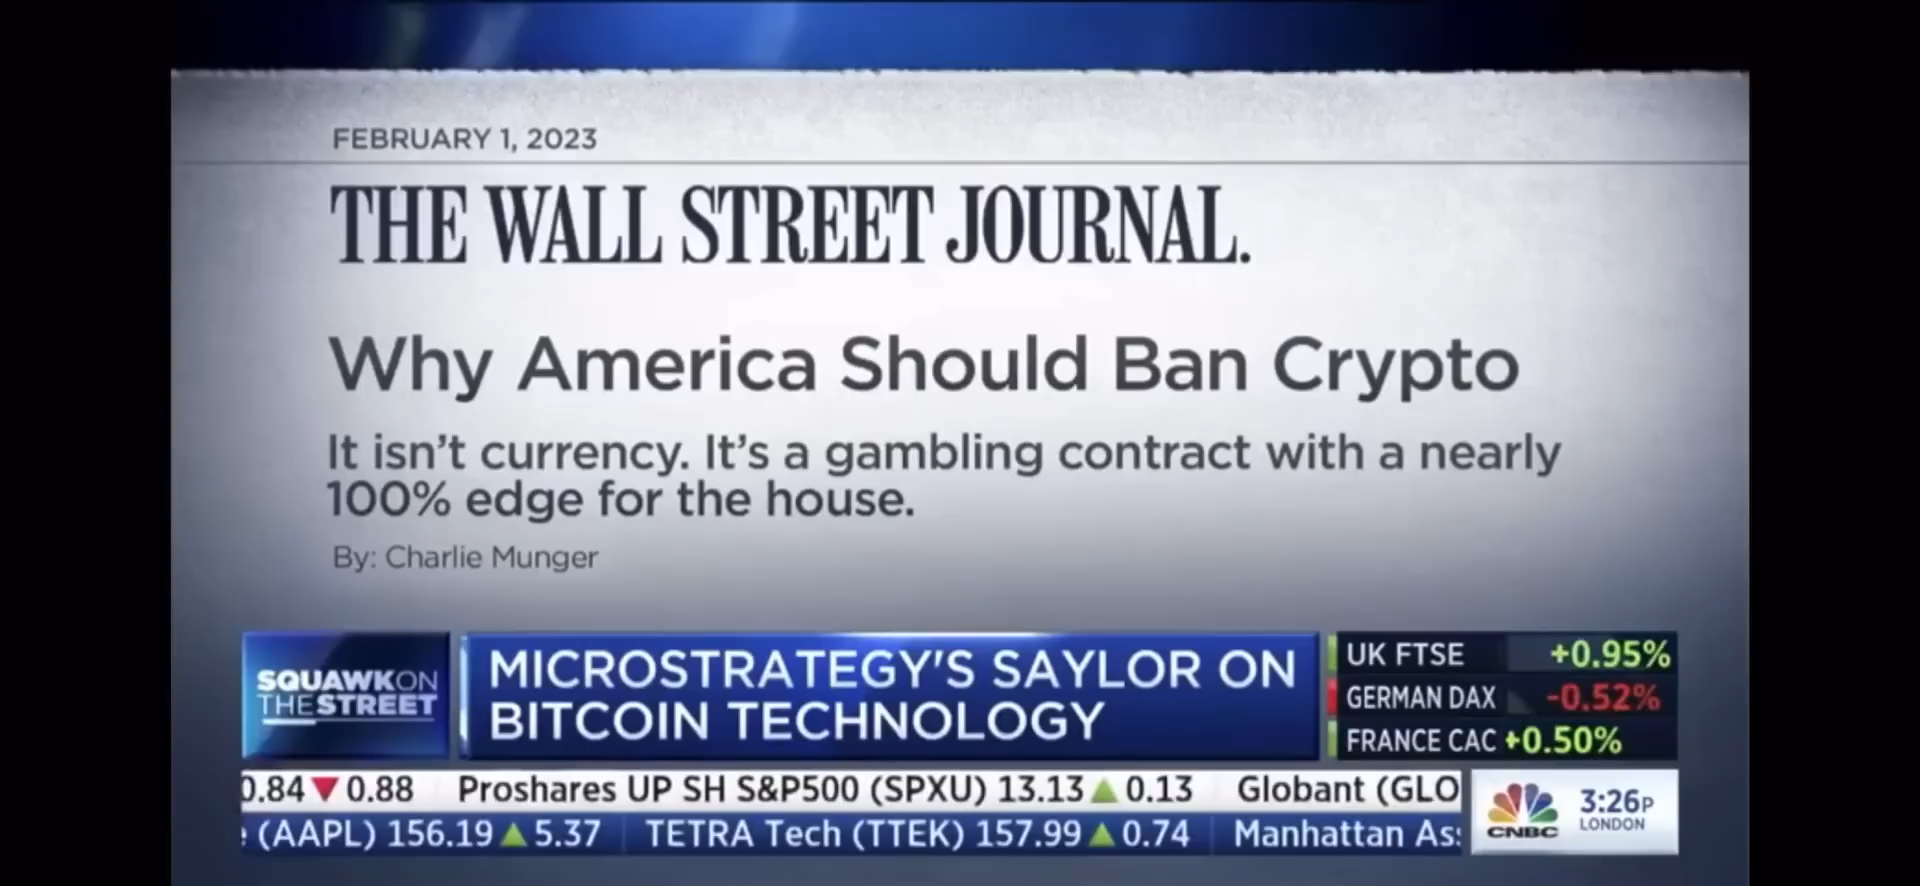 FEBRUARY 1, 2023
THE WALL STREET JOURNAL.
Why America Should Ban Crypto
It isn't currency. It's a gambling contract with a nearly
100% edge for the house.
By: Charlie Munger
SQUAWK ON
THE STREET
MICROSTRATEGY'S SAYLOR ON
BITCOIN TECHNOLOGY
UK FTSE +0.95%
GERMAN DAX -0.52%
FRANCE CAC +0.50%
0.84 ▼ 0.88 Proshares UP SH S&P500 (SPXU) 13.13 ▲ 0.13 Globant (GLO
(AAPL) 156.19 ▲ 5.37 TETRA Tech (TTEK) 157.99 ▲ 0.74 Manhattan As
CNBC
3:26P
LONDON